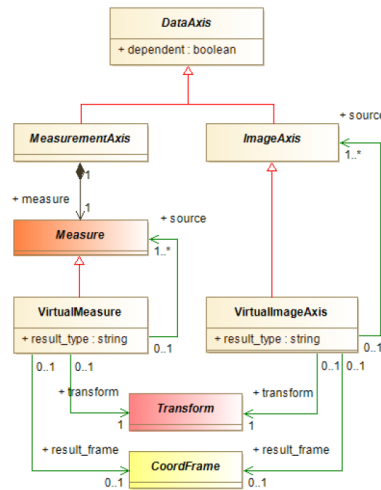 DataAxis
+ dependent : boolean
+ source
MeasurementAxis
ImageAxis
1
1..*
+ measure
1
+ source
Measure
1..*
VirtualMeasure
VirtualImageAxis
+ result_type : string
+ result_type : string
0..1
0..1
0..1
0..1
0..1
0..1
+ transform
+ transform
Transform
1
1
+ result_frame
+ result_frame
CoordFrame
0..1
0..1